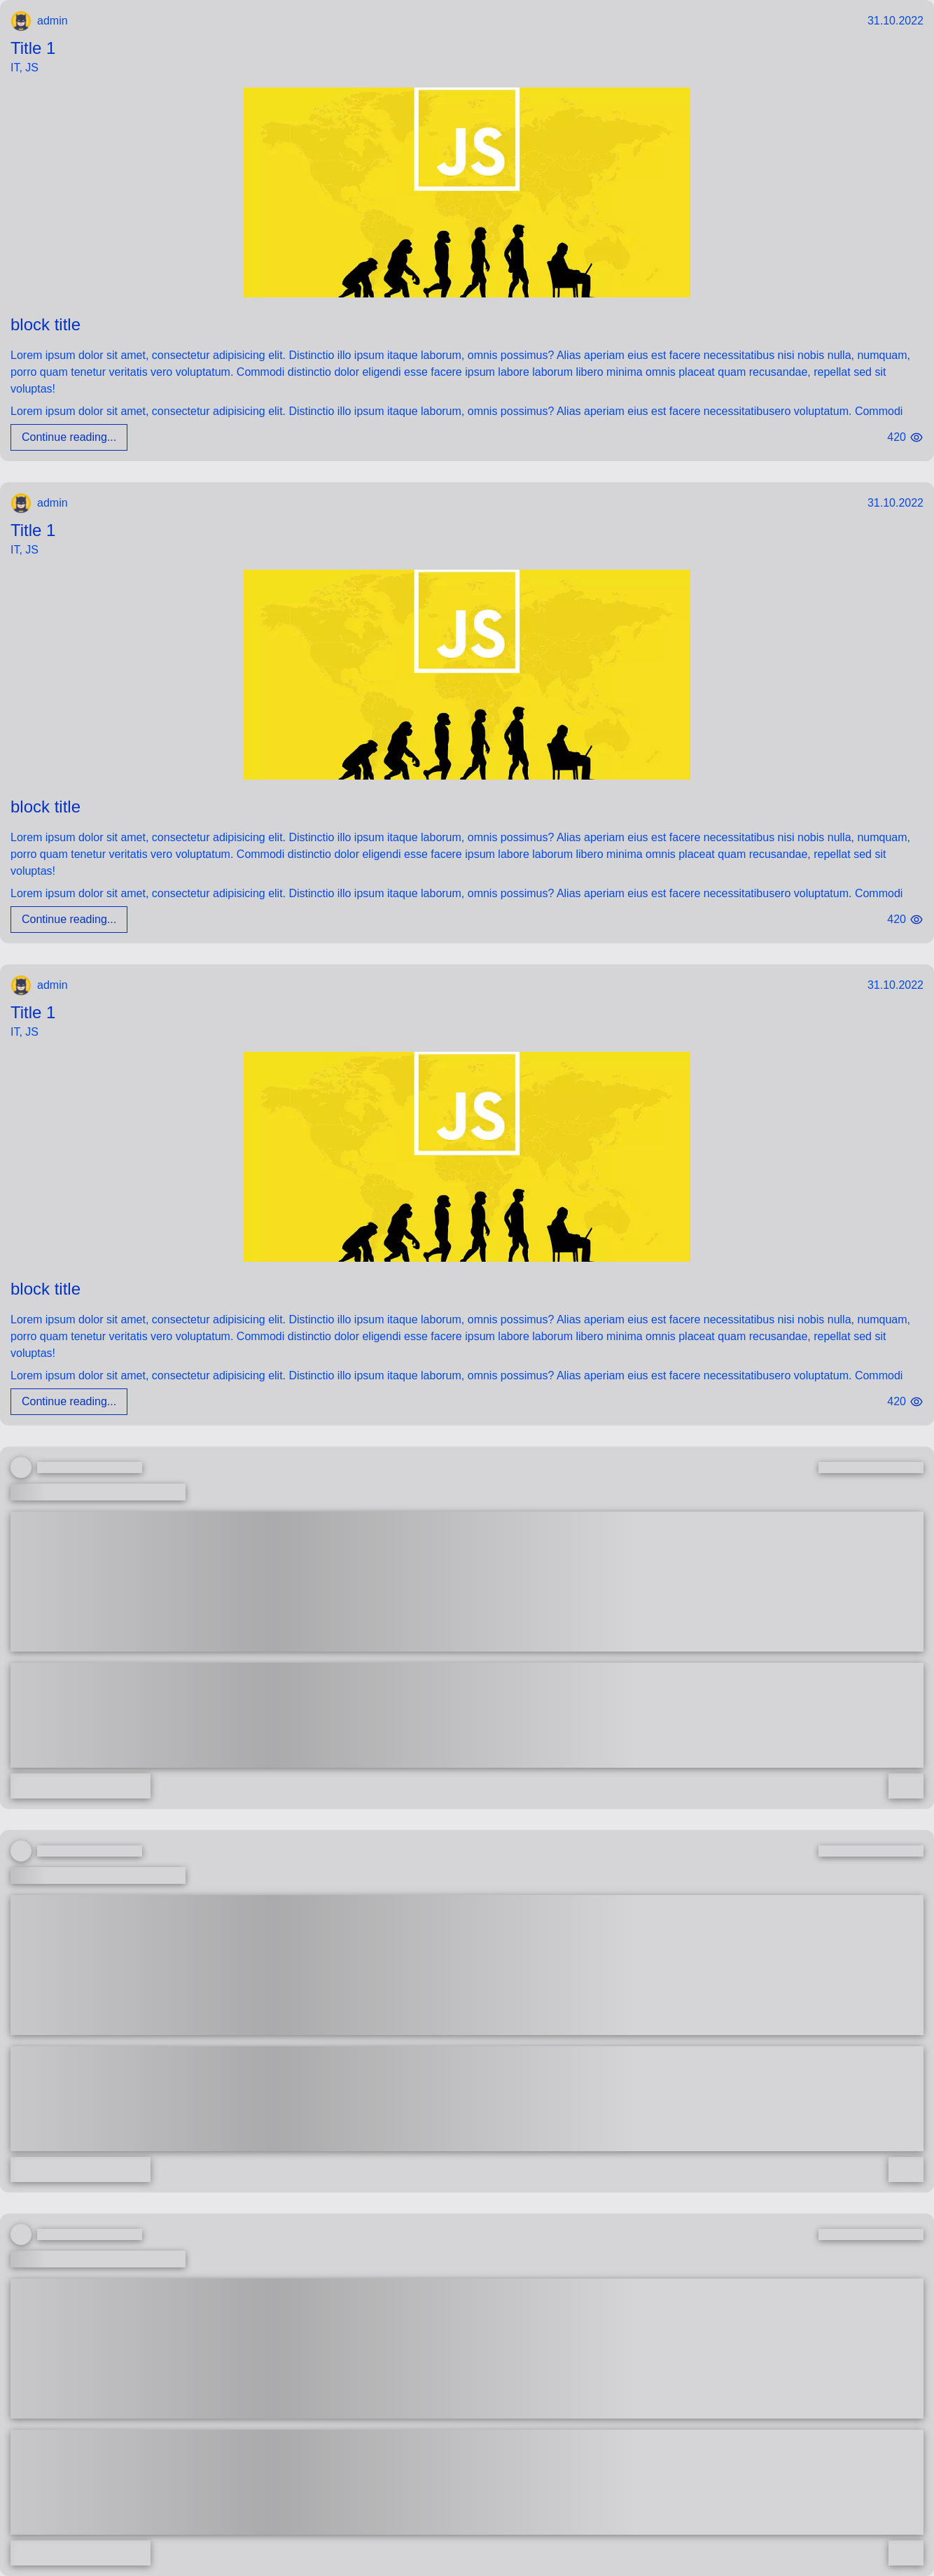 admin 31.10.2022
Title 1
IT, JS
JS
block title
Lorem ipsum dolor sit amet, consectetur adipisicing elit. Distinctio illo ipsum itaque laborum, omnis possimus? Alias aperiam eius est facere necessitatibus nisi nobis nulla, numquam,
porro quam tenetur veritatis vero voluptatum. Commodi distinctio dolor eligendi esse facere ipsum labore laborum libero minima omnis placeat quam recusandae, repellat sed sit
voluptas!
Lorem ipsum dolor sit amet, consectetur adipisicing elit. Distinctio illo ipsum itaque laborum, omnis possimus? Alias aperiam eius est facere necessitatibusero voluptatum. Commodi
Continue reading... 420
admin 31.10.2022
Title 1
IT, JS
JS
block title
Lorem ipsum dolor sit amet, consectetur adipisicing elit. Distinctio illo ipsum itaque laborum, omnis possimus? Alias aperiam eius est facere necessitatibus nisi nobis nulla, numquam,
porro quam tenetur veritatis vero voluptatum. Commodi distinctio dolor eligendi esse facere ipsum labore laborum libero minima omnis placeat quam recusandae, repellat sed sit
voluptas!
Lorem ipsum dolor sit amet, consectetur adipisicing elit. Distinctio illo ipsum itaque laborum, omnis possimus? Alias aperiam eius est facere necessitatibusero voluptatum. Commodi
Continue reading... 420
admin 31.10.2022
Title 1
IT, JS
JS
block title
Lorem ipsum dolor sit amet, consectetur adipisicing elit. Distinctio illo ipsum itaque laborum, omnis possimus? Alias aperiam eius est facere necessitatibus nisi nobis nulla, numquam,
porro quam tenetur veritatis vero voluptatum. Commodi distinctio dolor eligendi esse facere ipsum labore laborum libero minima omnis placeat quam recusandae, repellat sed sit
voluptas!
Lorem ipsum dolor sit amet, consectetur adipisicing elit. Distinctio illo ipsum itaque laborum, omnis possimus? Alias aperiam eius est facere necessitatibusero voluptatum. Commodi
Continue reading... 420